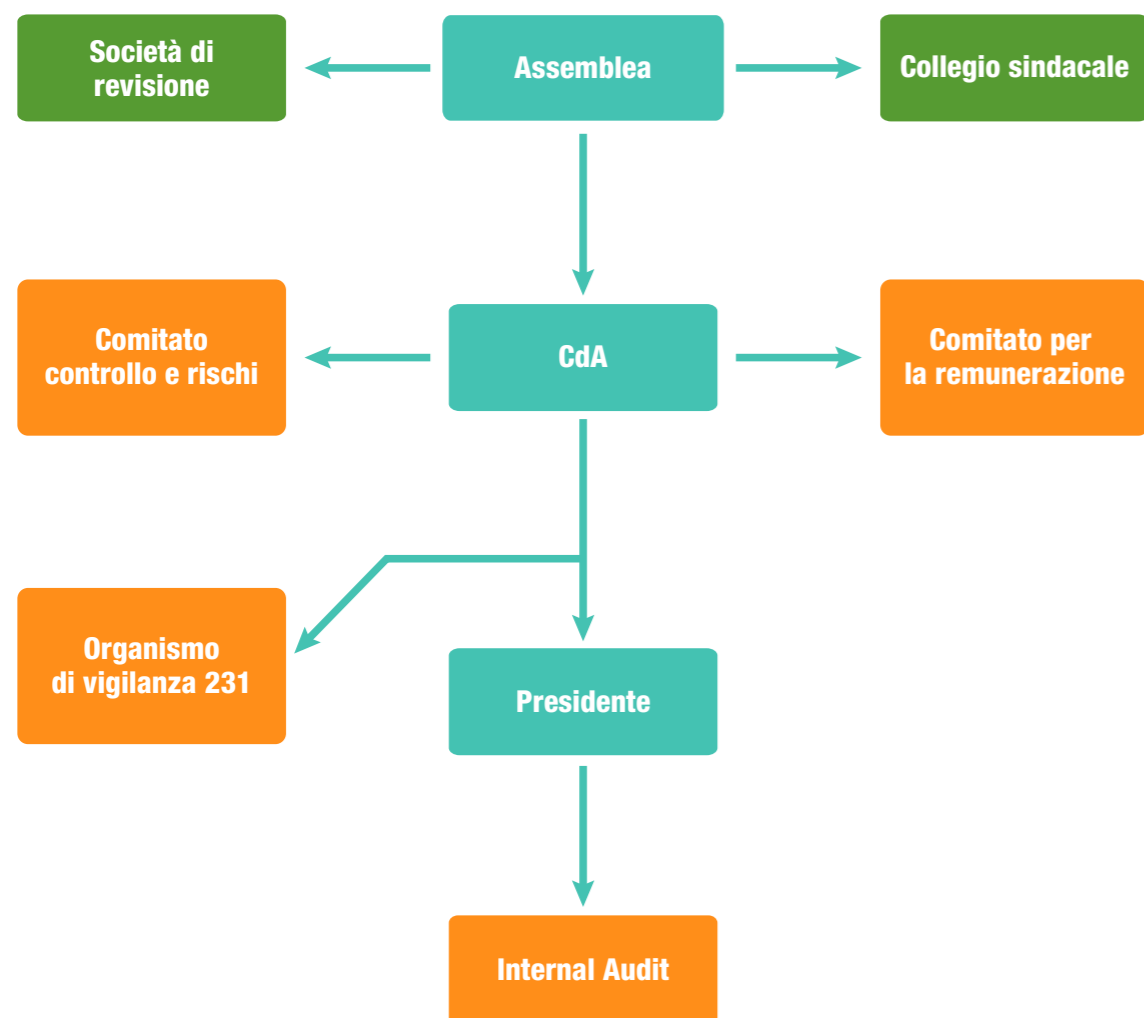 Società di
revisione
Assemblea
Collegio sindacale
Comitato
controllo e rischi
CdA
Comitato per
la remunerazione
Organismo
di vigilanza 231
Presidente
Internal Audit